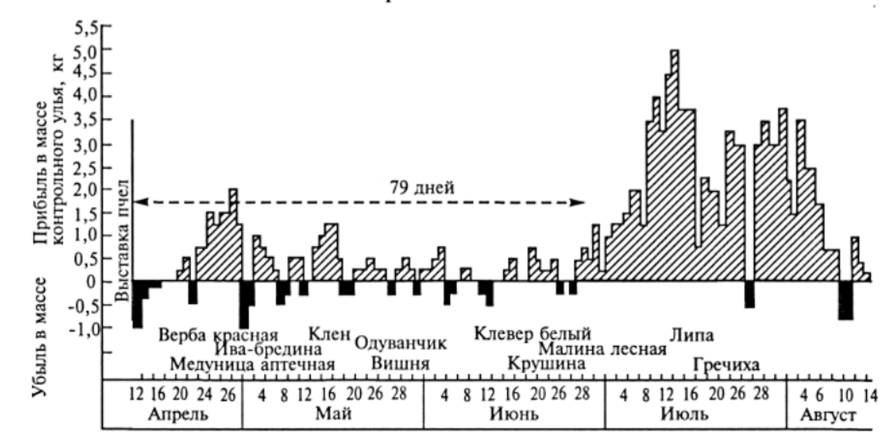 Прибыль в массе
контрольного улья, кг
Убыль в массе
5,5
5,0
4,5
4,0
3,5
3,0
2,5
2,0
1,5
1,0
0,5
0
-0,5
-1,0
Выставка пчел
79 дней
Верба красная
Ива-бредина
Медуница аптечная
Клен
Одуванчик
Вишня
Клевер белый
Малина лесная
Крушина
Липа
Гречиха
12 16 20 24 26 4 8 12 16 20 26 28 4 8 12 16 20 24 28 4 8 12 16 20 24 28 4 6 10 14
Апрель Май Июнь Июль Август